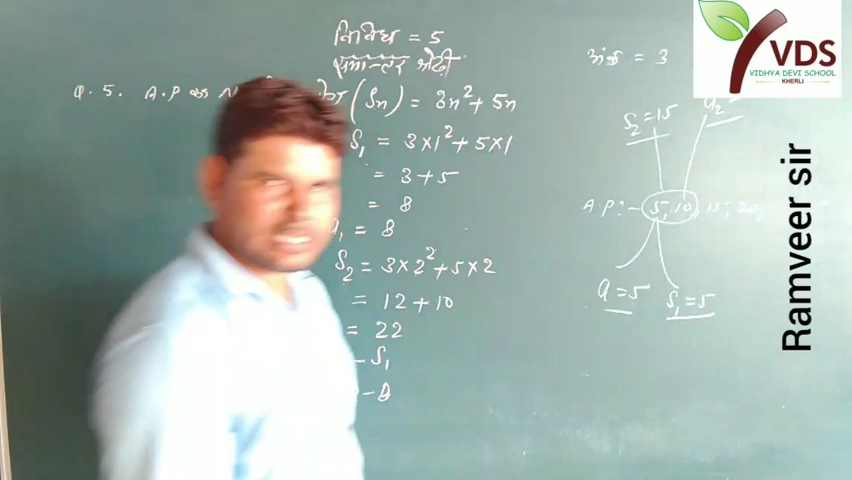 विविध = 5
समान्तर श्रेढ़ी
अंक = 3
Q. 5. A.P का (Sn) = 3n² + 5n
S₁ = 3×1² + 5×1
= 3+5
= 8
a₁ = 8
S₂ = 3×2² + 5×2
= 12 + 10
= 22
- S₁
- 8
S₂ = 15
a₂ =
A.P:- 5, 10, 15, 20,
a = 5
S₁ = 5
VDS
VIDHYA DEVI SCHOOL
KHERLI
Ramveer sir